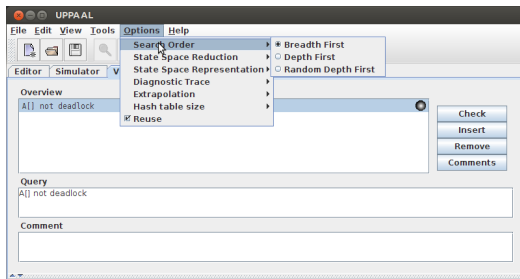 UPPAAL
File Edit View Tools Options Help
Search Order
Breadth First
State Space Reduction
Depth First
State Space Representation
Random Depth First
Diagnostic Trace
Extrapolation
Hash table size
Reuse
Editor Simulator V
Overview
A[] not deadlock
Check
Insert
Remove
Comments
Query
A[] not deadlock
Comment